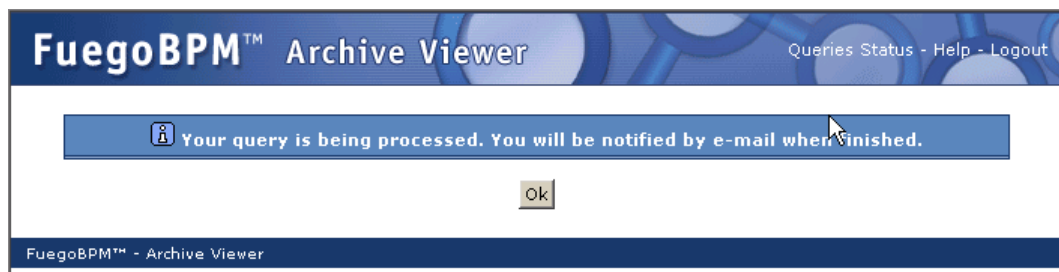 FuegoBPM™ Archive Viewer
Queries Status - Help - Logout
Your query is being processed. You will be notified by e-mail when finished.
Ok
FuegoBPM™ - Archive Viewer